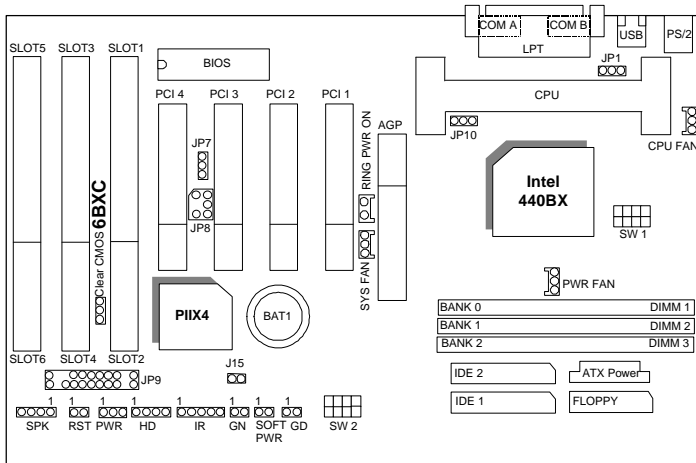 COM A COM B
USB PS/2
LPT
SLOT5 SLOT3 SLOT1
BIOS
JP1
PCI 4 PCI 3 PCI 2 PCI 1
CPU
AGP
JP10
CPU FAN
RING PWR ON
JP7
JP8
6BXC
Clear CMOS
Intel
440BX
SW 1
SYS FAN
PWR FAN
PIIX4
BAT1
BANK 0 DIMM 1
BANK 1 DIMM 2
BANK 2 DIMM 3
SLOT6 SLOT4 SLOT2
JP9
J15
IDE 2 ATX Power
IDE 1 FLOPPY
1 1 1 1 1 1 1 1
SPK RST PWR HD IR GN SOFT PWR GD
SW 2